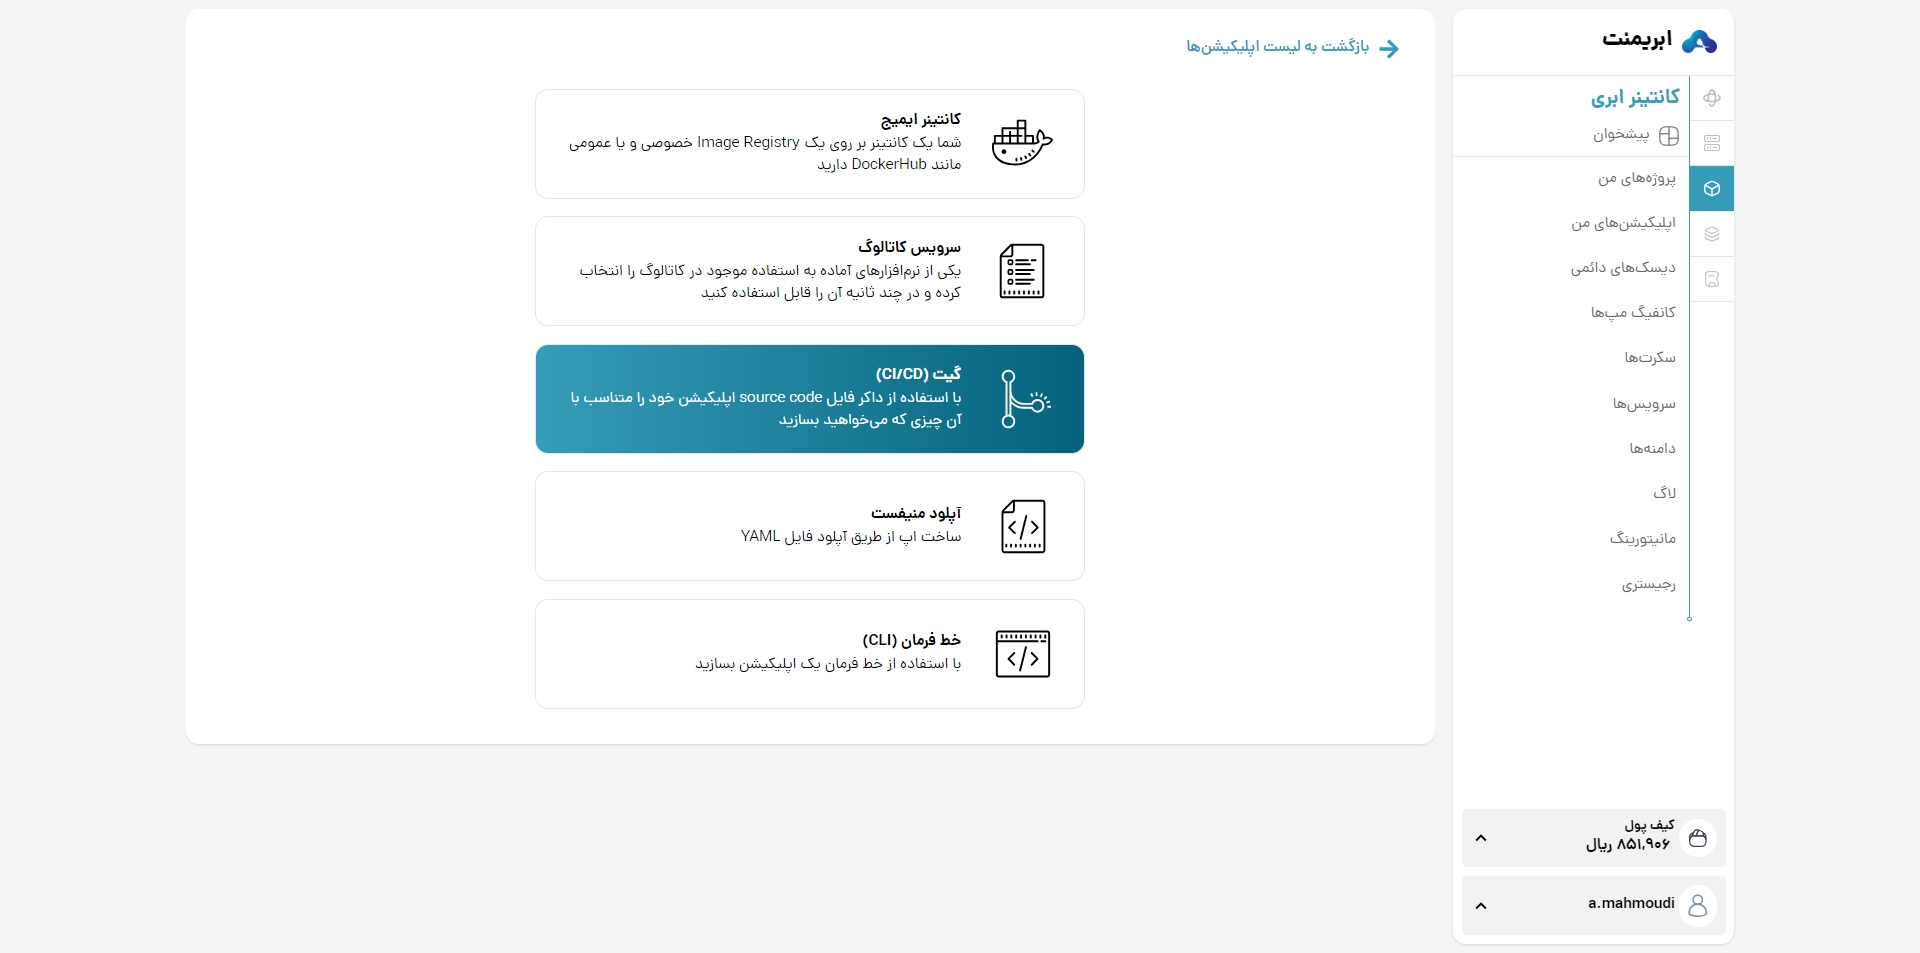 ابریمنت
کانتینر ابری
پیشخوان
پروژه‌های من
اپلیکیشن‌های من
دیسک‌های دائمی
کانفیگ مپ‌ها
سکرت‌ها
سرویس‌ها
دامنه‌ها
لاگ
مانیتورینگ
رجیستری
کیف پول
۸۵۱,۹۰۶ ریال
a.mahmoudi
بازگشت به لیست اپلیکیشن‌ها
کانتینر ایمیج
شما یک کانتینر بر روی یک Image Registry خصوصی و یا عمومی
مانند DockerHub دارید
سرویس کاتالوگ
یکی از نرم‌افزارهای آماده به استفاده موجود در کاتالوگ را انتخاب
کرده و در چند ثانیه آن را قابل استفاده کنید
گیت (CI/CD)
با استفاده از داکر فایل source code اپلیکیشن خود را متناسب با
آن چیزی که می‌خواهید بسازید
آپلود منیفست
ساخت اپ از طریق آپلود فایل YAML
خط فرمان (CLI)
با استفاده از خط فرمان یک اپلیکیشن بسازید